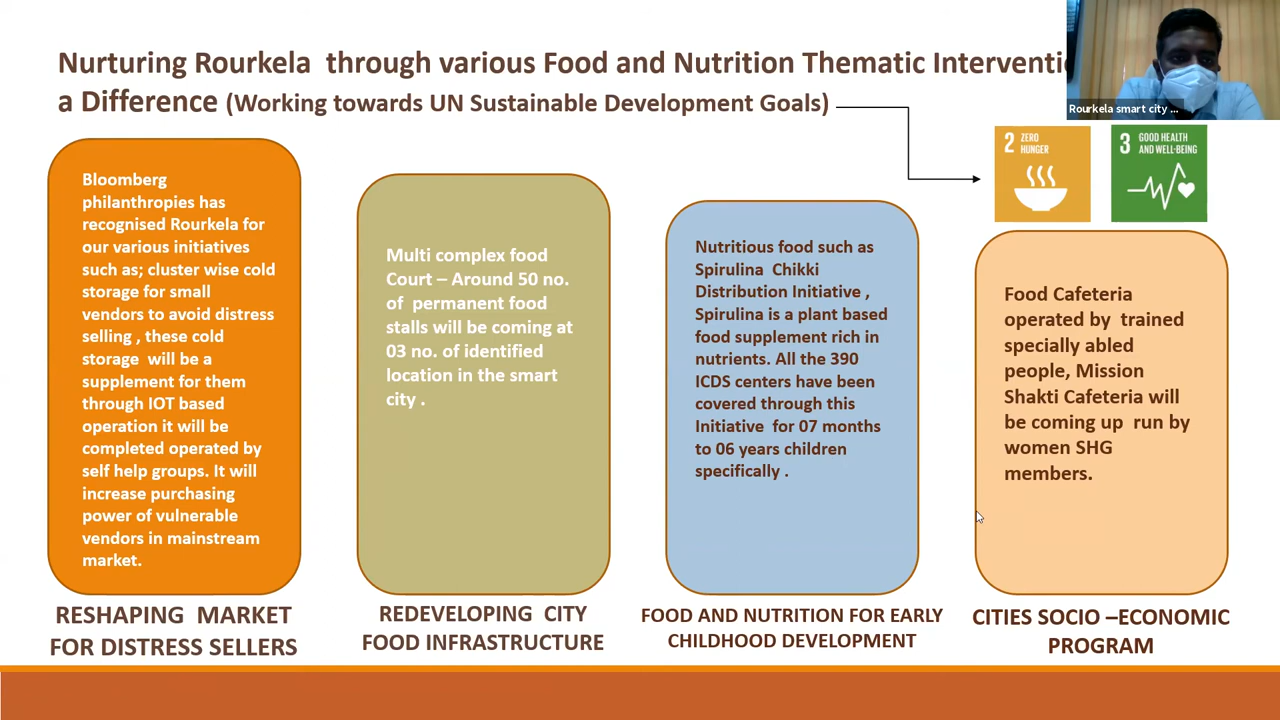 Nurturing Rourkela through various Food and Nutrition Thematic
a Difference (Working towards UN Sustainable Development Goals)
Rourkela smart city ...
2 ZERO
HUNGER
3 GOOD HEALTH
AND WELL-BEING
Bloomberg
philanthropies has
recognised Rourkela for
our various initiatives
such as; cluster wise cold
storage for small
vendors to avoid distress
selling , these cold
storage will be a
supplement for them
through IOT based
operation it will be
completed operated by
self help groups. It will
increase purchasing
power of vulnerable
vendors in mainstream
market.
RESHAPING MARKET
FOR DISTRESS SELLERS
Multi complex food
Court – Around 50 no.
of permanent food
stalls will be coming at
03 no. of identified
location in the smart
city .
REDEVELOPING CITY
FOOD INFRASTRUCTURE
Nutritious food such as
Spirulina Chikki
Distribution Initiative ,
Spirulina is a plant based
food supplement rich in
nutrients. All the 390
ICDS centers have been
covered through this
Initiative for 07 months
to 06 years children
specifically .
FOOD AND NUTRITION FOR EARLY
CHILDHOOD DEVELOPMENT
Food Cafeteria
operated by trained
specially abled
people, Mission
Shakti Cafeteria will
be coming up run by
women SHG
members.
CITIES SOCIO –ECONOMIC
PROGRAM